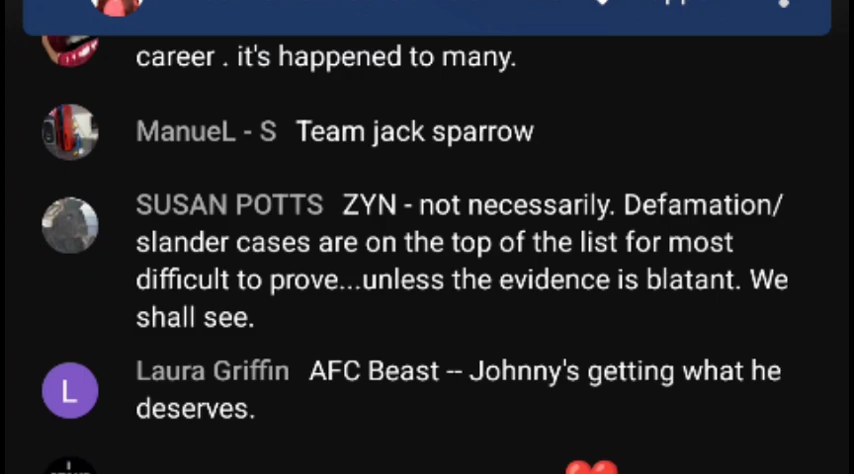 career . it's happened to many.
ManueL - S Team jack sparrow
SUSAN POTTS ZYN - not necessarily. Defamation/
slander cases are on the top of the list for most
difficult to prove...unless the evidence is blatant. We
shall see.
Laura Griffin AFC Beast -- Johnny's getting what he
L
deserves.